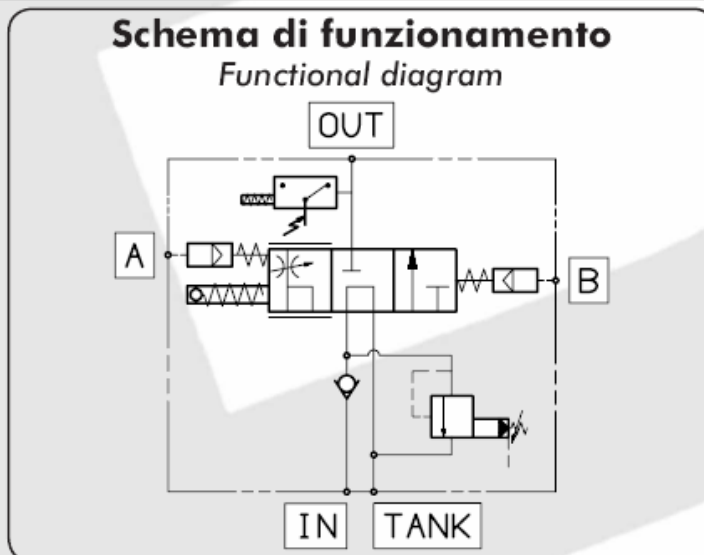 Schema di funzionamento
Functional diagram
OUT
A
B
IN
TANK